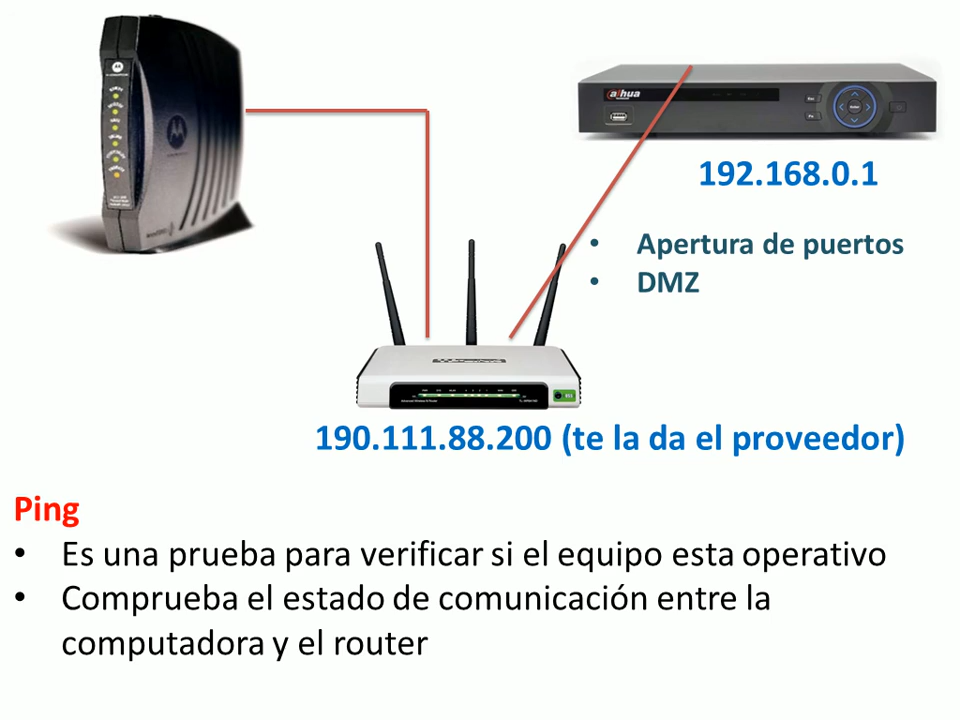 alhua
192.168.0.1
• Apertura de puertos
• DMZ
190.111.88.200 (te la da el proveedor)
Ping
• Es una prueba para verificar si el equipo esta operativo
• Comprueba el estado de comunicación entre la
computadora y el router